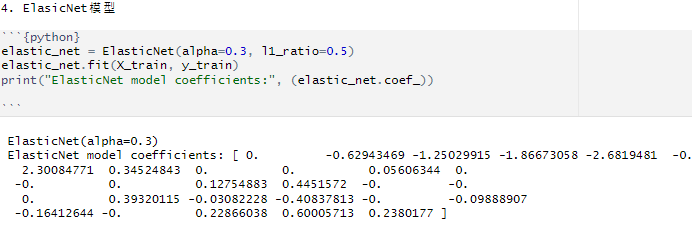 4. ElasicNet模型
```{python}
elastic_net = ElasticNet(alpha=0.3, l1_ratio=0.5)
elastic_net.fit(X_train, y_train)
print("ElasticNet model coefficients:", (elastic_net.coef_))
```
ElasticNet(alpha=0.3)
ElasticNet model coefficients: [ 0. -0.62943469 -1.25029915 -1.86673058 -2.6819481 -0.
2.30084771 0.34524843 0. 0. 0.05606344 0.
-0. 0. 0.12754883 0.4451572 -0. -0.
0. 0.39320115 -0.03082228 -0.40837813 -0. -0.09888907
-0.16412644 -0. 0.22866038 0.60005713 0.2380177 ]